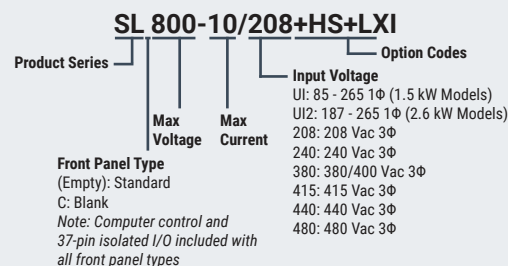 SL 800-10/208+HS+LXI
Product Series
Option Codes
Max
Voltage
Max
Current
Input Voltage
UI: 85 - 265 1Φ (1.5 kW Models)
UI2: 187 - 265 1Φ (2.6 kW Models)
208: 208 Vac 3Φ
240: 240 Vac 3Φ
380: 380/400 Vac 3Φ
415: 415 Vac 3Φ
440: 440 Vac 3Φ
480: 480 Vac 3Φ
Front Panel Type
(Empty): Standard
C: Blank
Note: Computer control and
37-pin isolated I/O included with
all front panel types